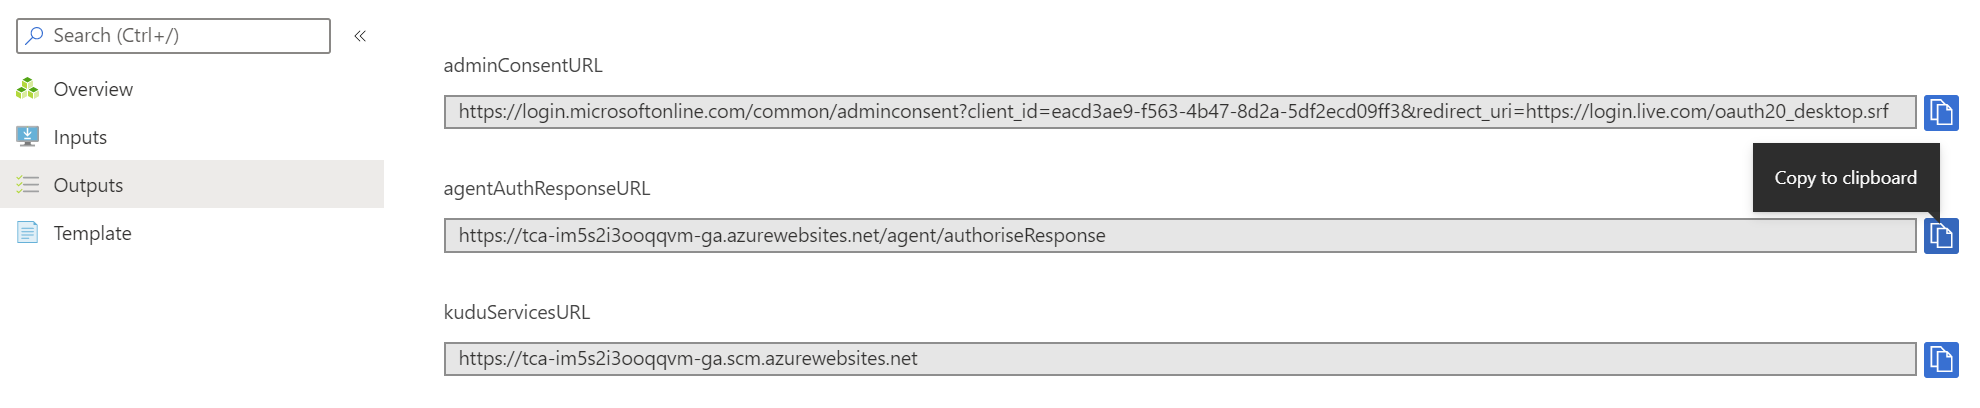 Search (Ctrl+/)
«
Overview
Inputs
Outputs
Template
adminConsentURL
https://login.microsoftonline.com/common/adminconsent?client_id=eacd3ae9-f563-4b47-8d2a-5df2ecd09ff3&redirect_uri=https://login.live.com/oauth20_desktop.srf
Copy to clipboard
agentAuthResponseURL
https://tca-im5s2i3ooqqvm-ga.azurewebsites.net/agent/authoriseResponse
kuduServicesURL
https://tca-im5s2i3ooqqvm-ga.scm.azurewebsites.net